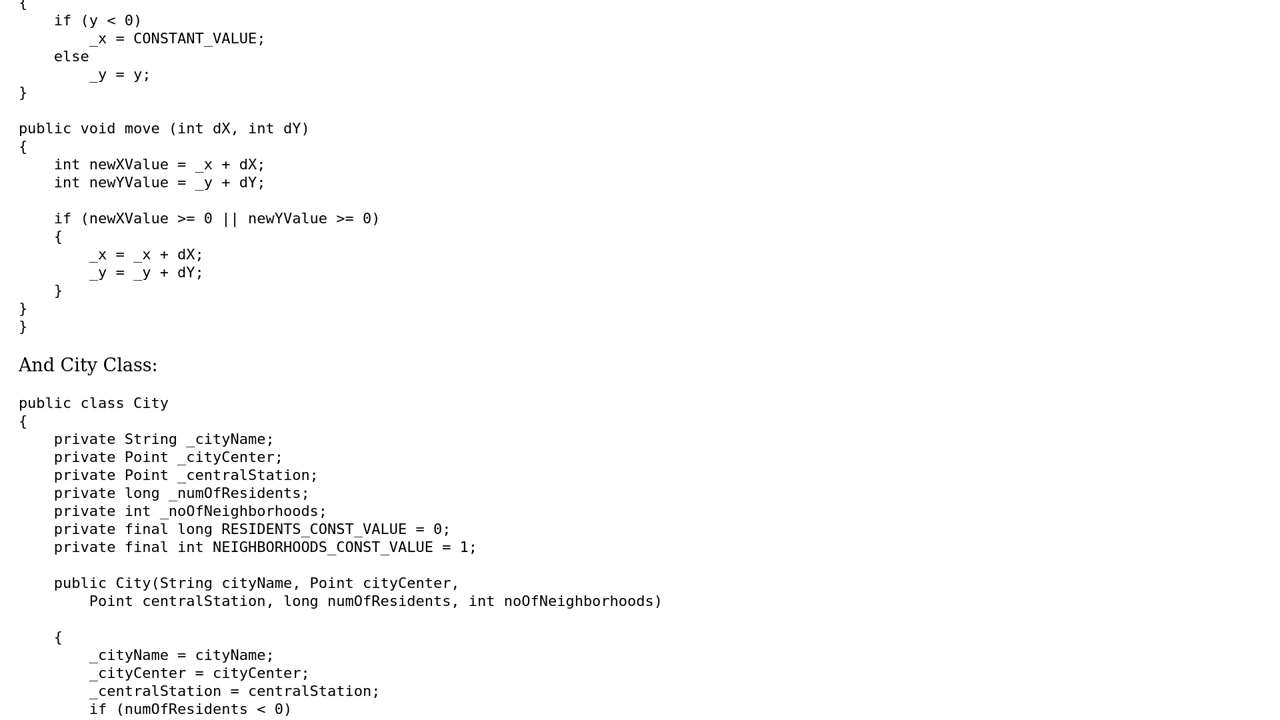 {
    if (y < 0)
        _x = CONSTANT_VALUE;
    else
        _y = y;
}
public void move (int dX, int dY)
{
    int newXValue = _x + dX;
    int newYValue = _y + dY;
    if (newXValue >= 0 || newYValue >= 0)
    {
        _x = _x + dX;
        _y = _y + dY;
    }
}
}
And City Class:
public class City
{
    private String _cityName;
    private Point _cityCenter;
    private Point _centralStation;
    private long _numOfResidents;
    private int _noOfNeighborhoods;
    private final long RESIDENTS_CONST_VALUE = 0;
    private final int NEIGHBORHOODS_CONST_VALUE = 1;
    public City(String cityName, Point cityCenter,
        Point centralStation, long numOfResidents, int noOfNeighborhoods)
    {
        _cityName = cityName;
        _cityCenter = cityCenter;
        _centralStation = centralStation;
        if (numOfResidents < 0)